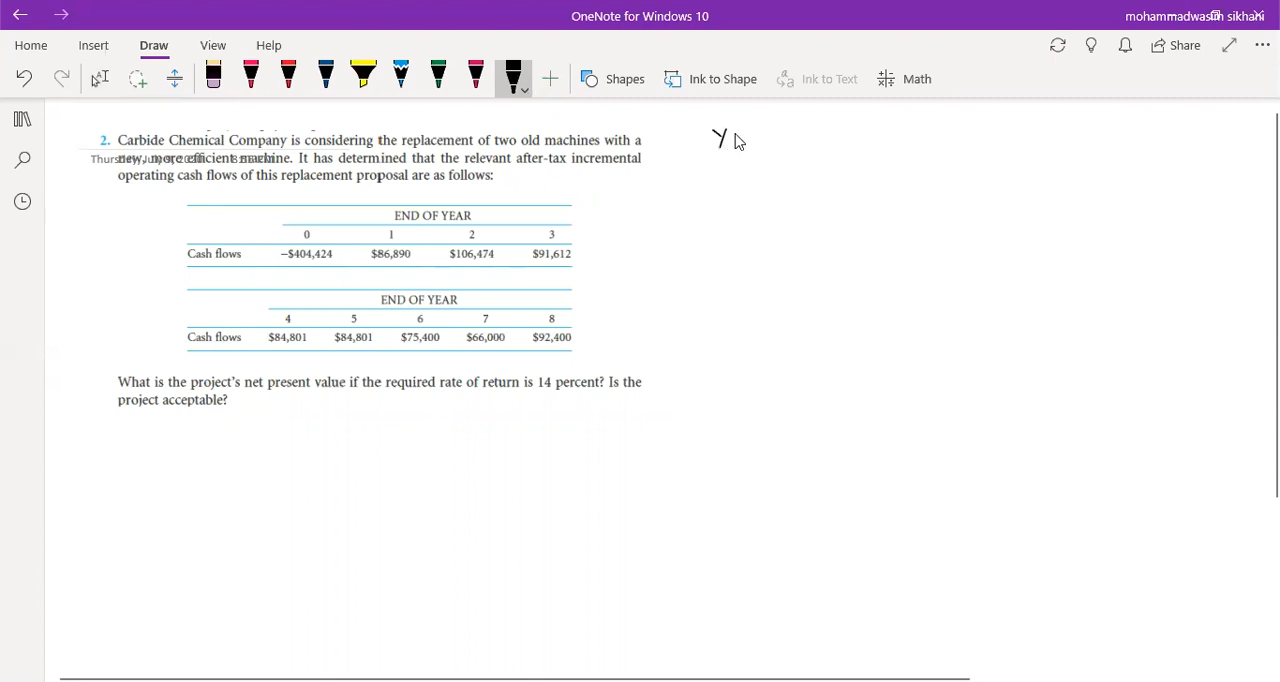 OneNote for Windows 10
mohammadwasim sikhani
Home Insert Draw View Help
Share
Shapes Ink to Shape Ink to Text Math
2. Carbide Chemical Company is considering the replacement of two old machines with a
new, more efficient machine. It has determined that the relevant after-tax incremental
operating cash flows of this replacement proposal are as follows:
END OF YEAR
0 1 2 3
Cash flows –$404,424 $86,890 $106,474 $91,612
END OF YEAR
4 5 6 7 8
Cash flows $84,801 $84,801 $75,400 $66,000 $92,400
What is the project's net present value if the required rate of return is 14 percent? Is the
project acceptable?
Y